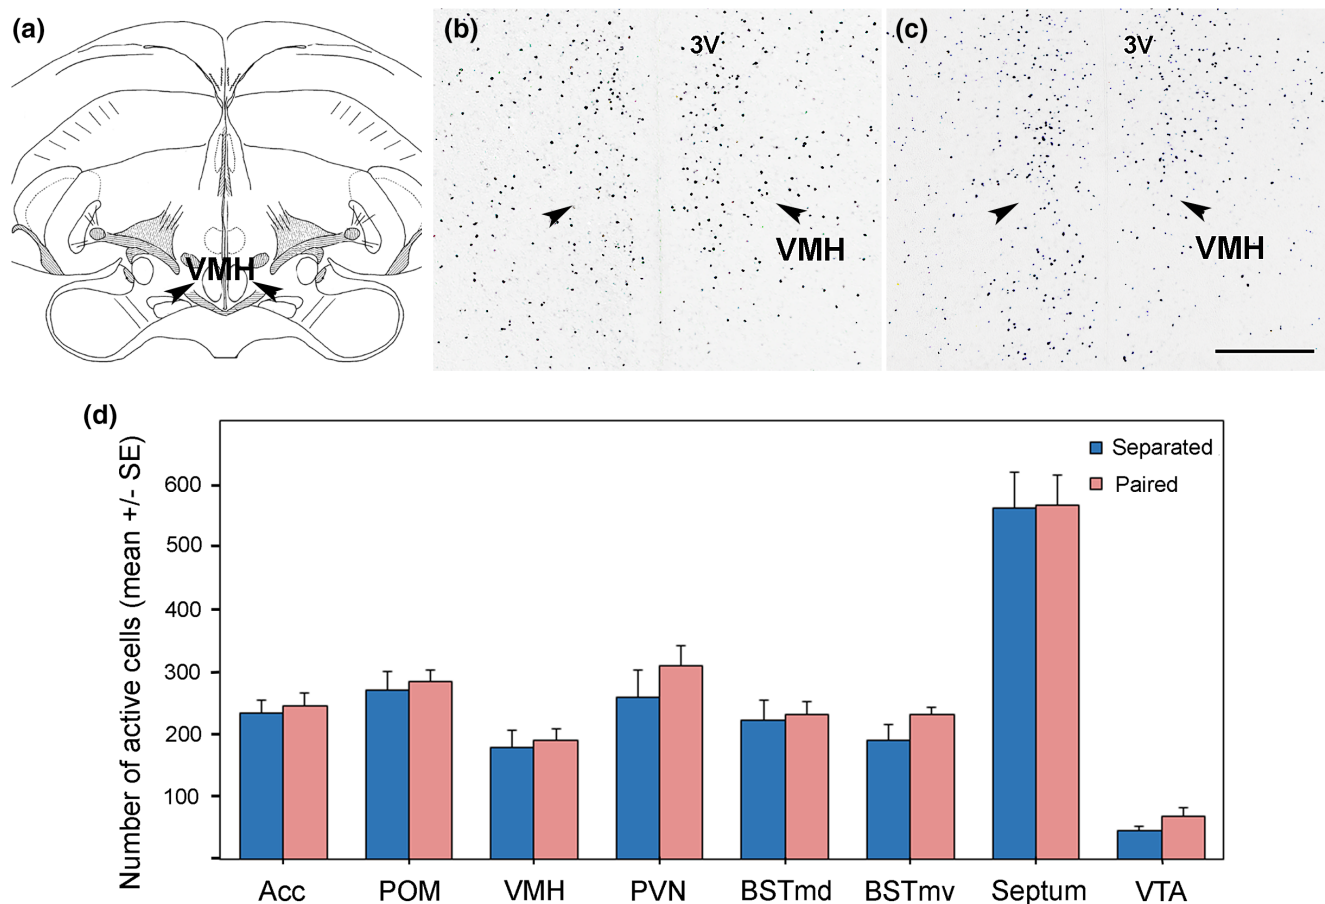 (a)
VMH
(b)
3V
VMH
(c)
3V
VMH
(d)
Number of active cells (mean +/- SE)
Separated
Paired
600
500
400
300
200
100
Acc POM VMH PVN BSTmd BSTmv Septum VTA